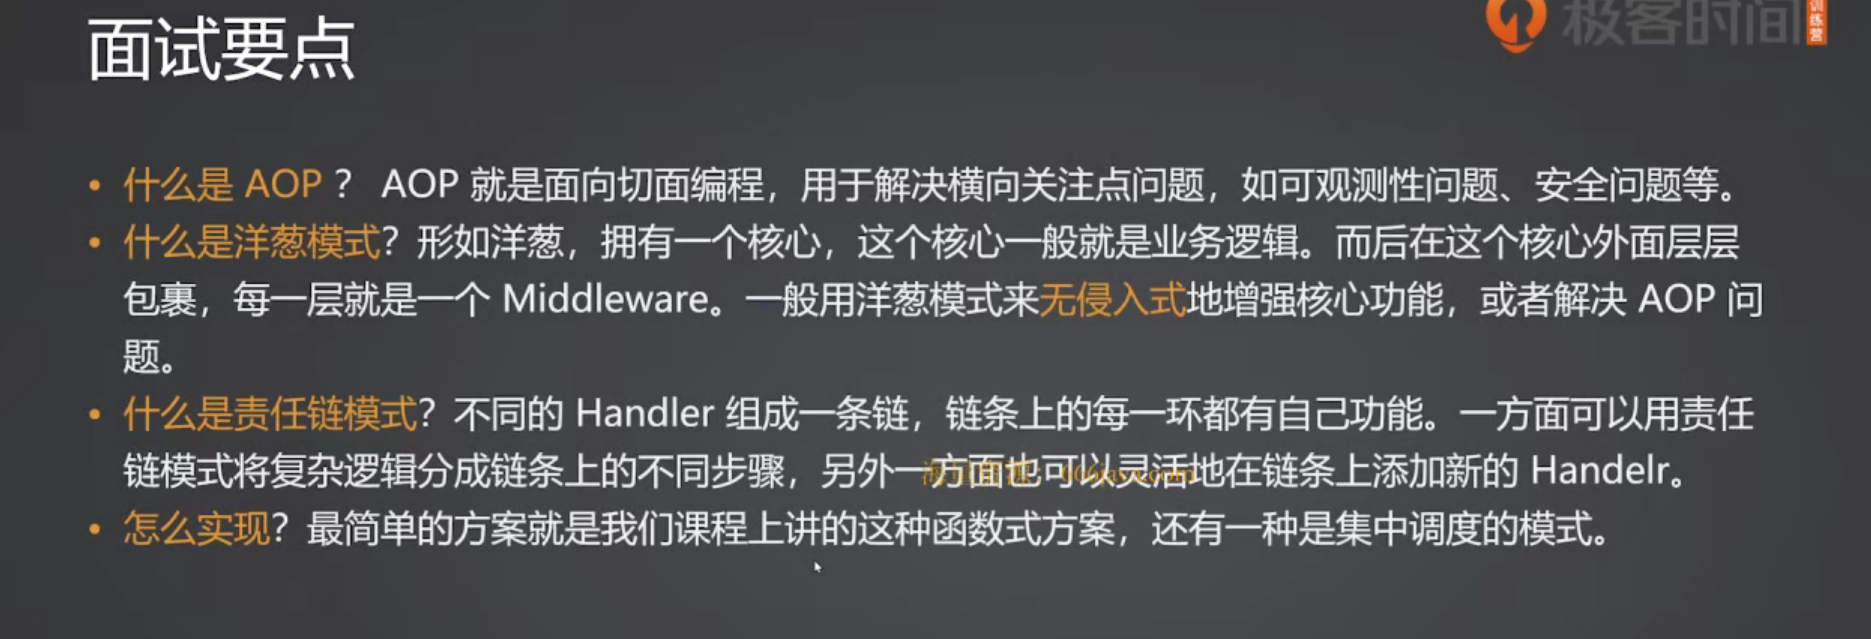 面试要点
极客时间
训练营
• 什么是 AOP ？ AOP 就是面向切面编程，用于解决横向关注点问题，如可观测性问题、安全问题等。
• 什么是洋葱模式？形如洋葱，拥有一个核心，这个核心一般就是业务逻辑。而后在这个核心外面层层
包裹，每一层就是一个 Middleware。一般用洋葱模式来无侵入式地增强核心功能，或者解决 AOP 问
题。
• 什么是责任链模式？不同的 Handler 组成一条链，链条上的每一环都有自己功能。一方面可以用责任
链模式将复杂逻辑分成链条上的不同步骤，另外一方面也可以灵活地在链条上添加新的 Handelr。
• 怎么实现？最简单的方案就是我们课程上讲的这种函数式方案，还有一种是集中调度的模式。